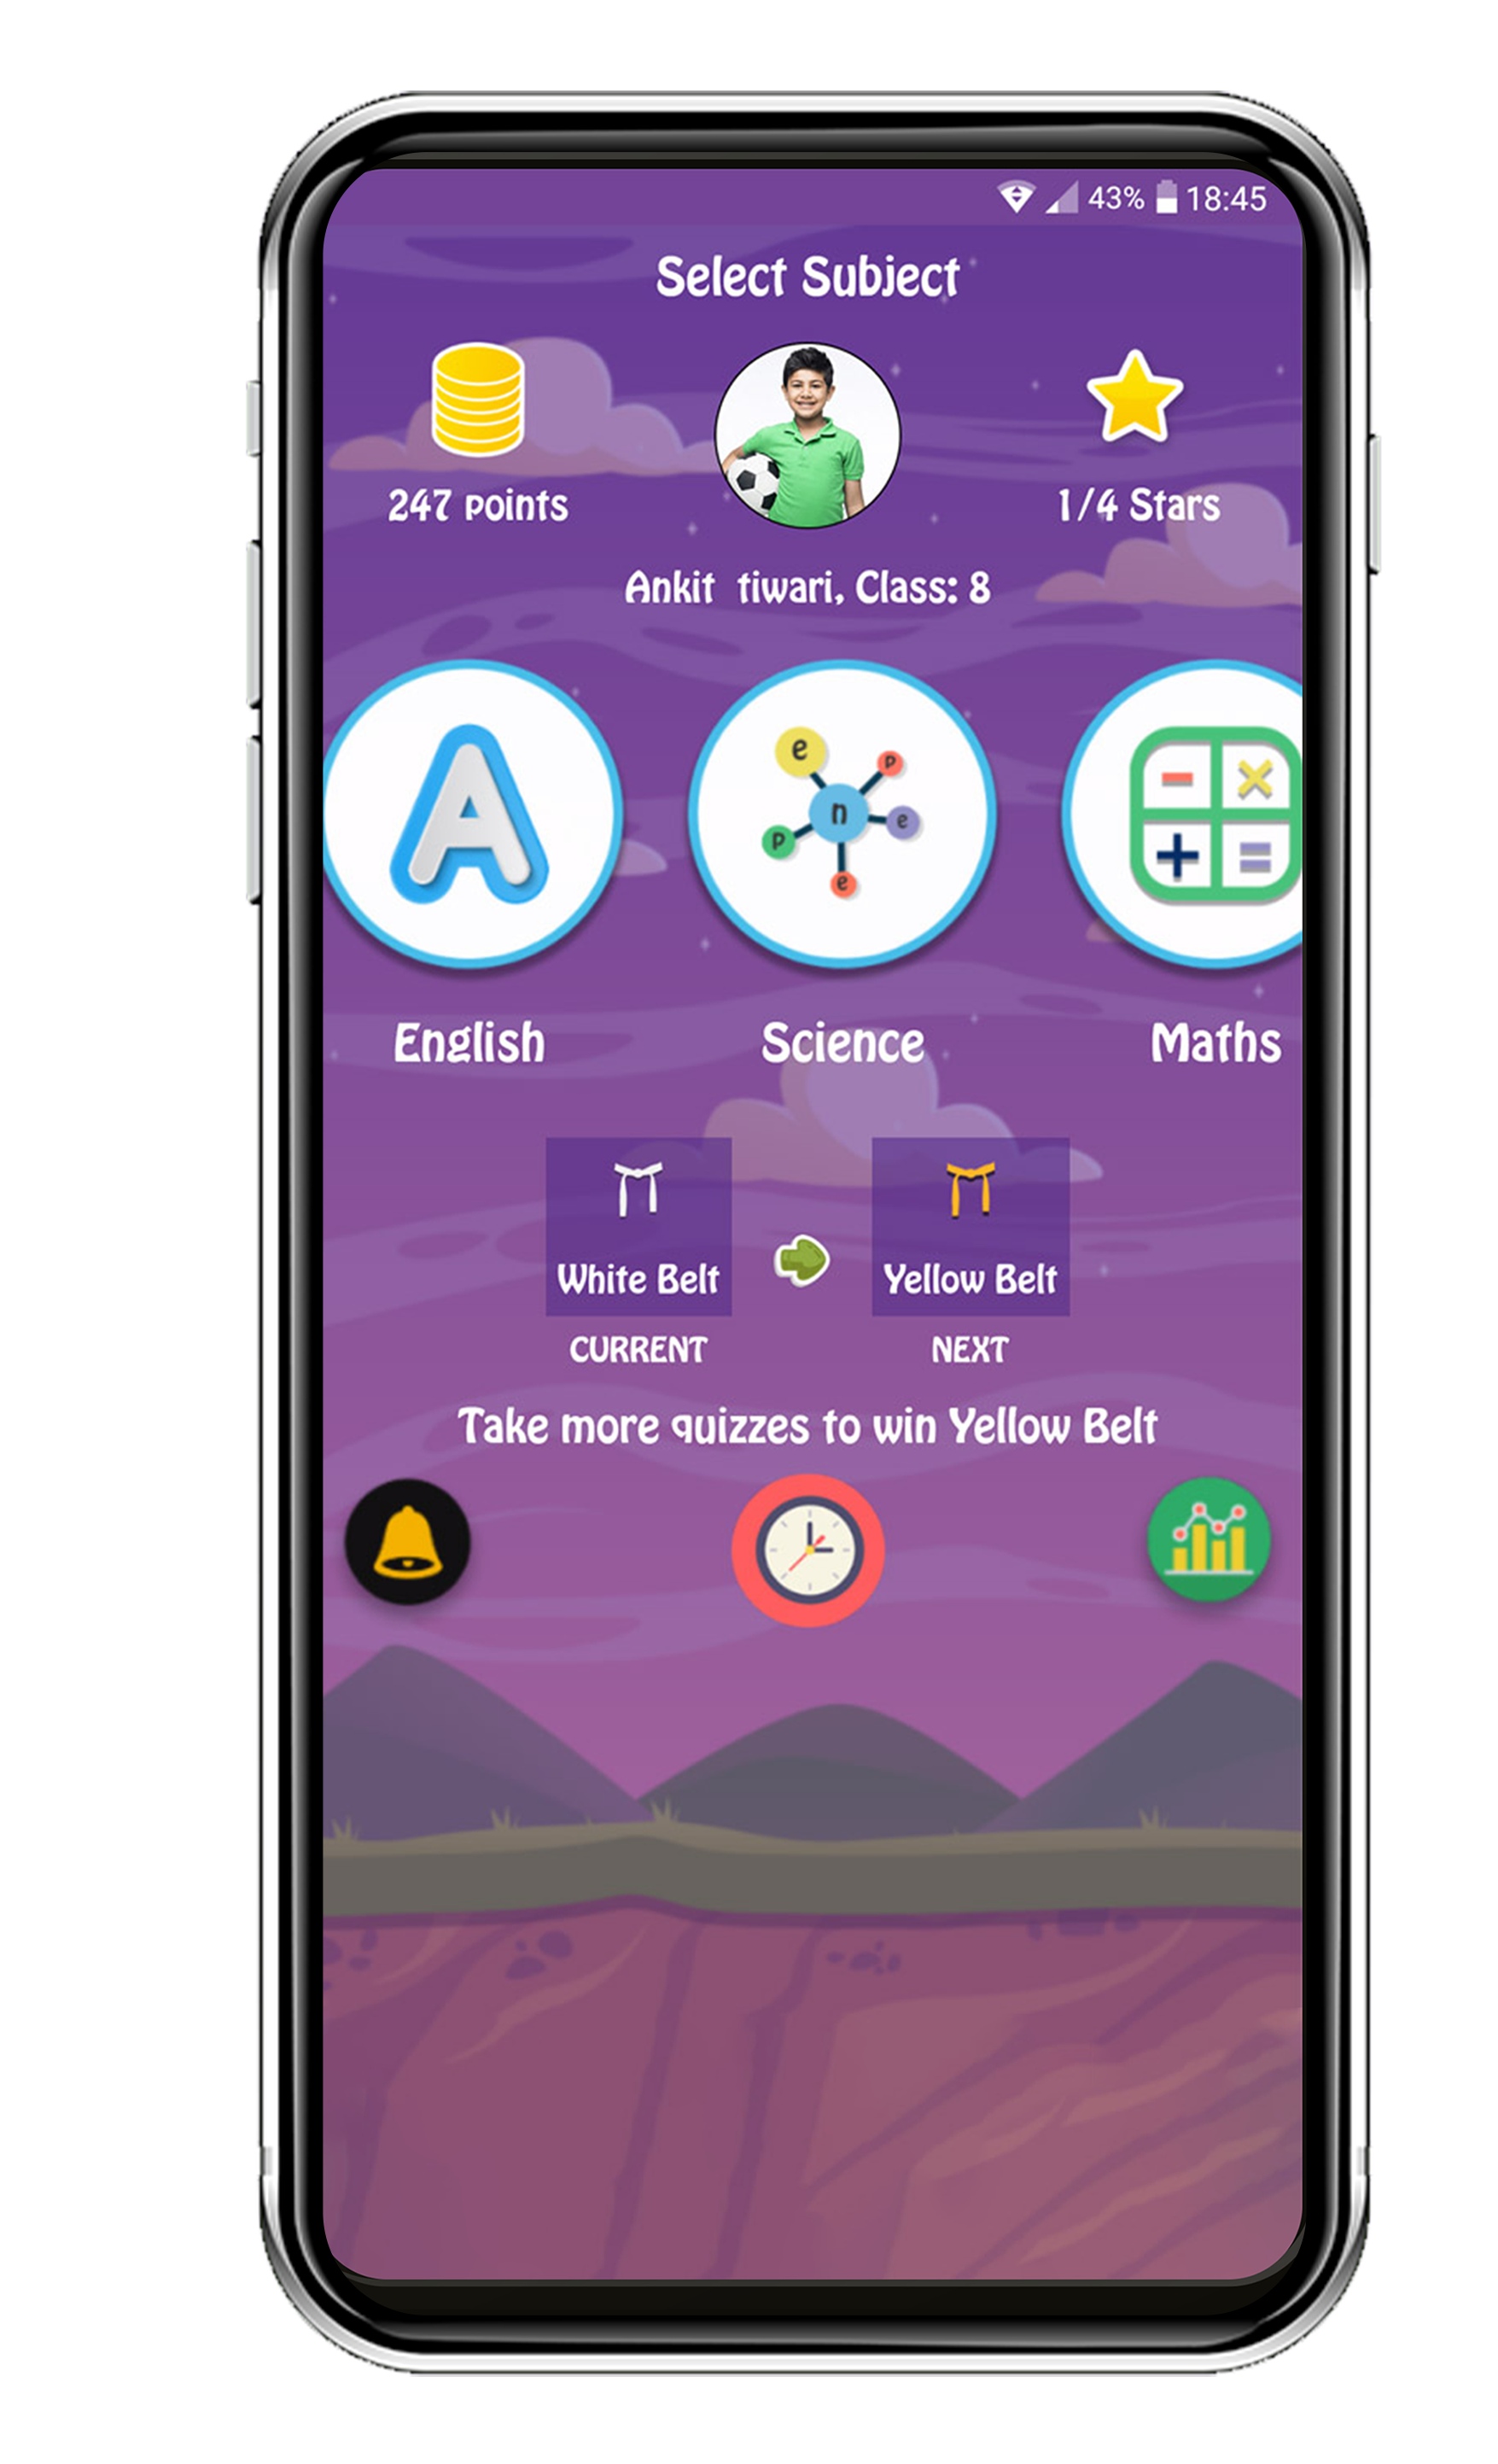 43% 18:45
Select Subject
247 points
1/4 Stars
Ankit tiwari, Class: 8
A
e
P
n
e
P
e
English
Science
Maths
White Belt
Yellow Belt
CURRENT
NEXT
Take more quizzes to win Yellow Belt